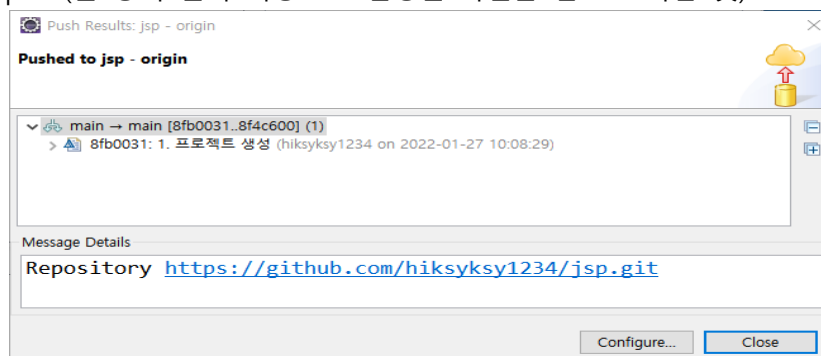 Push Results: jsp - origin
Pushed to jsp - origin
main → main [8fb0031..8f4c600] (1)
8fb0031: 1. 프로젝트 생성 (hiksyksy1234 on 2022-01-27 10:08:29)
Message Details
Repository https://github.com/hiksyksy1234/jsp.git
Configure... Close